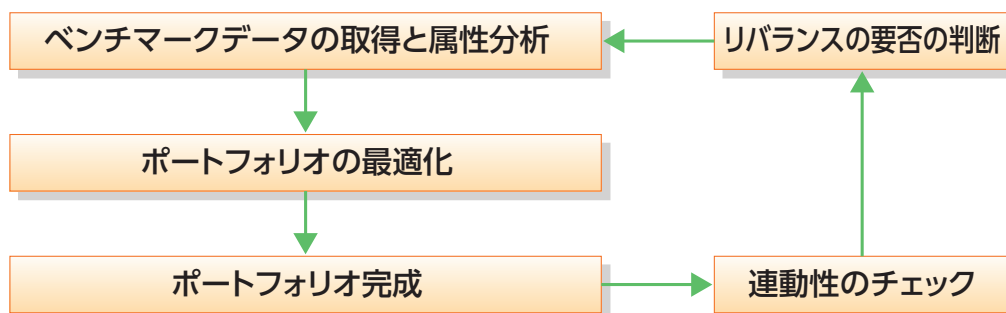 ベンチマークデータの取得と属性分析
リバランスの要否の判断
ポートフォリオの最適化
ポートフォリオ完成
連動性のチェック